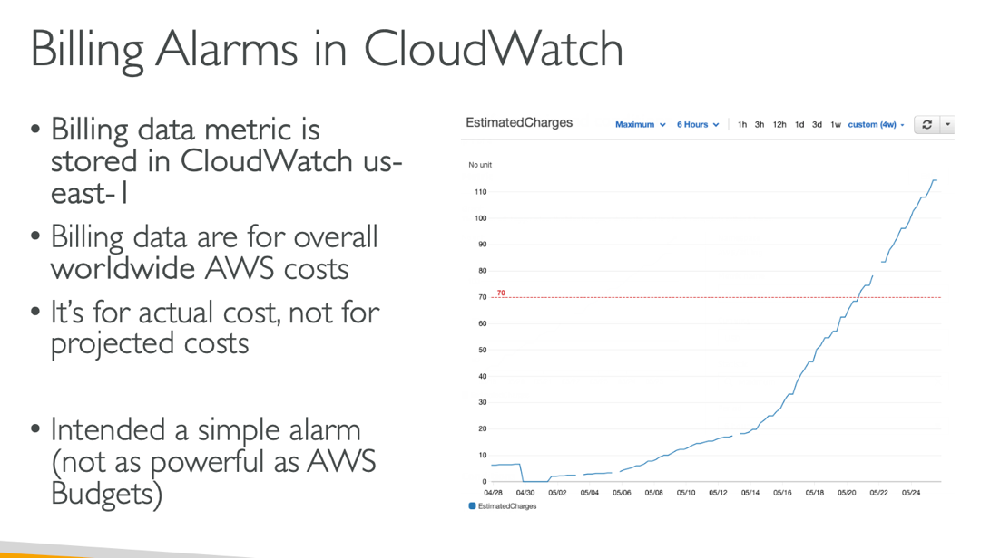 Billing Alarms in CloudWatch
• Billing data metric is
stored in CloudWatch us-
east-1
• Billing data are for overall
worldwide AWS costs
• It's for actual cost, not for
projected costs
• Intended a simple alarm
(not as powerful as AWS
Budgets)
EstimatedCharges Maximum 6 Hours 1h 3h 12h 1d 3d 1w custom (4w)
No unit
110
100
90
80
70
70
60
50
40
30
20
10
0
04/28 04/30 05/02 05/04 05/06 05/08 05/10 05/12 05/14 05/16 05/18 05/20 05/22 05/24
EstimatedCharges